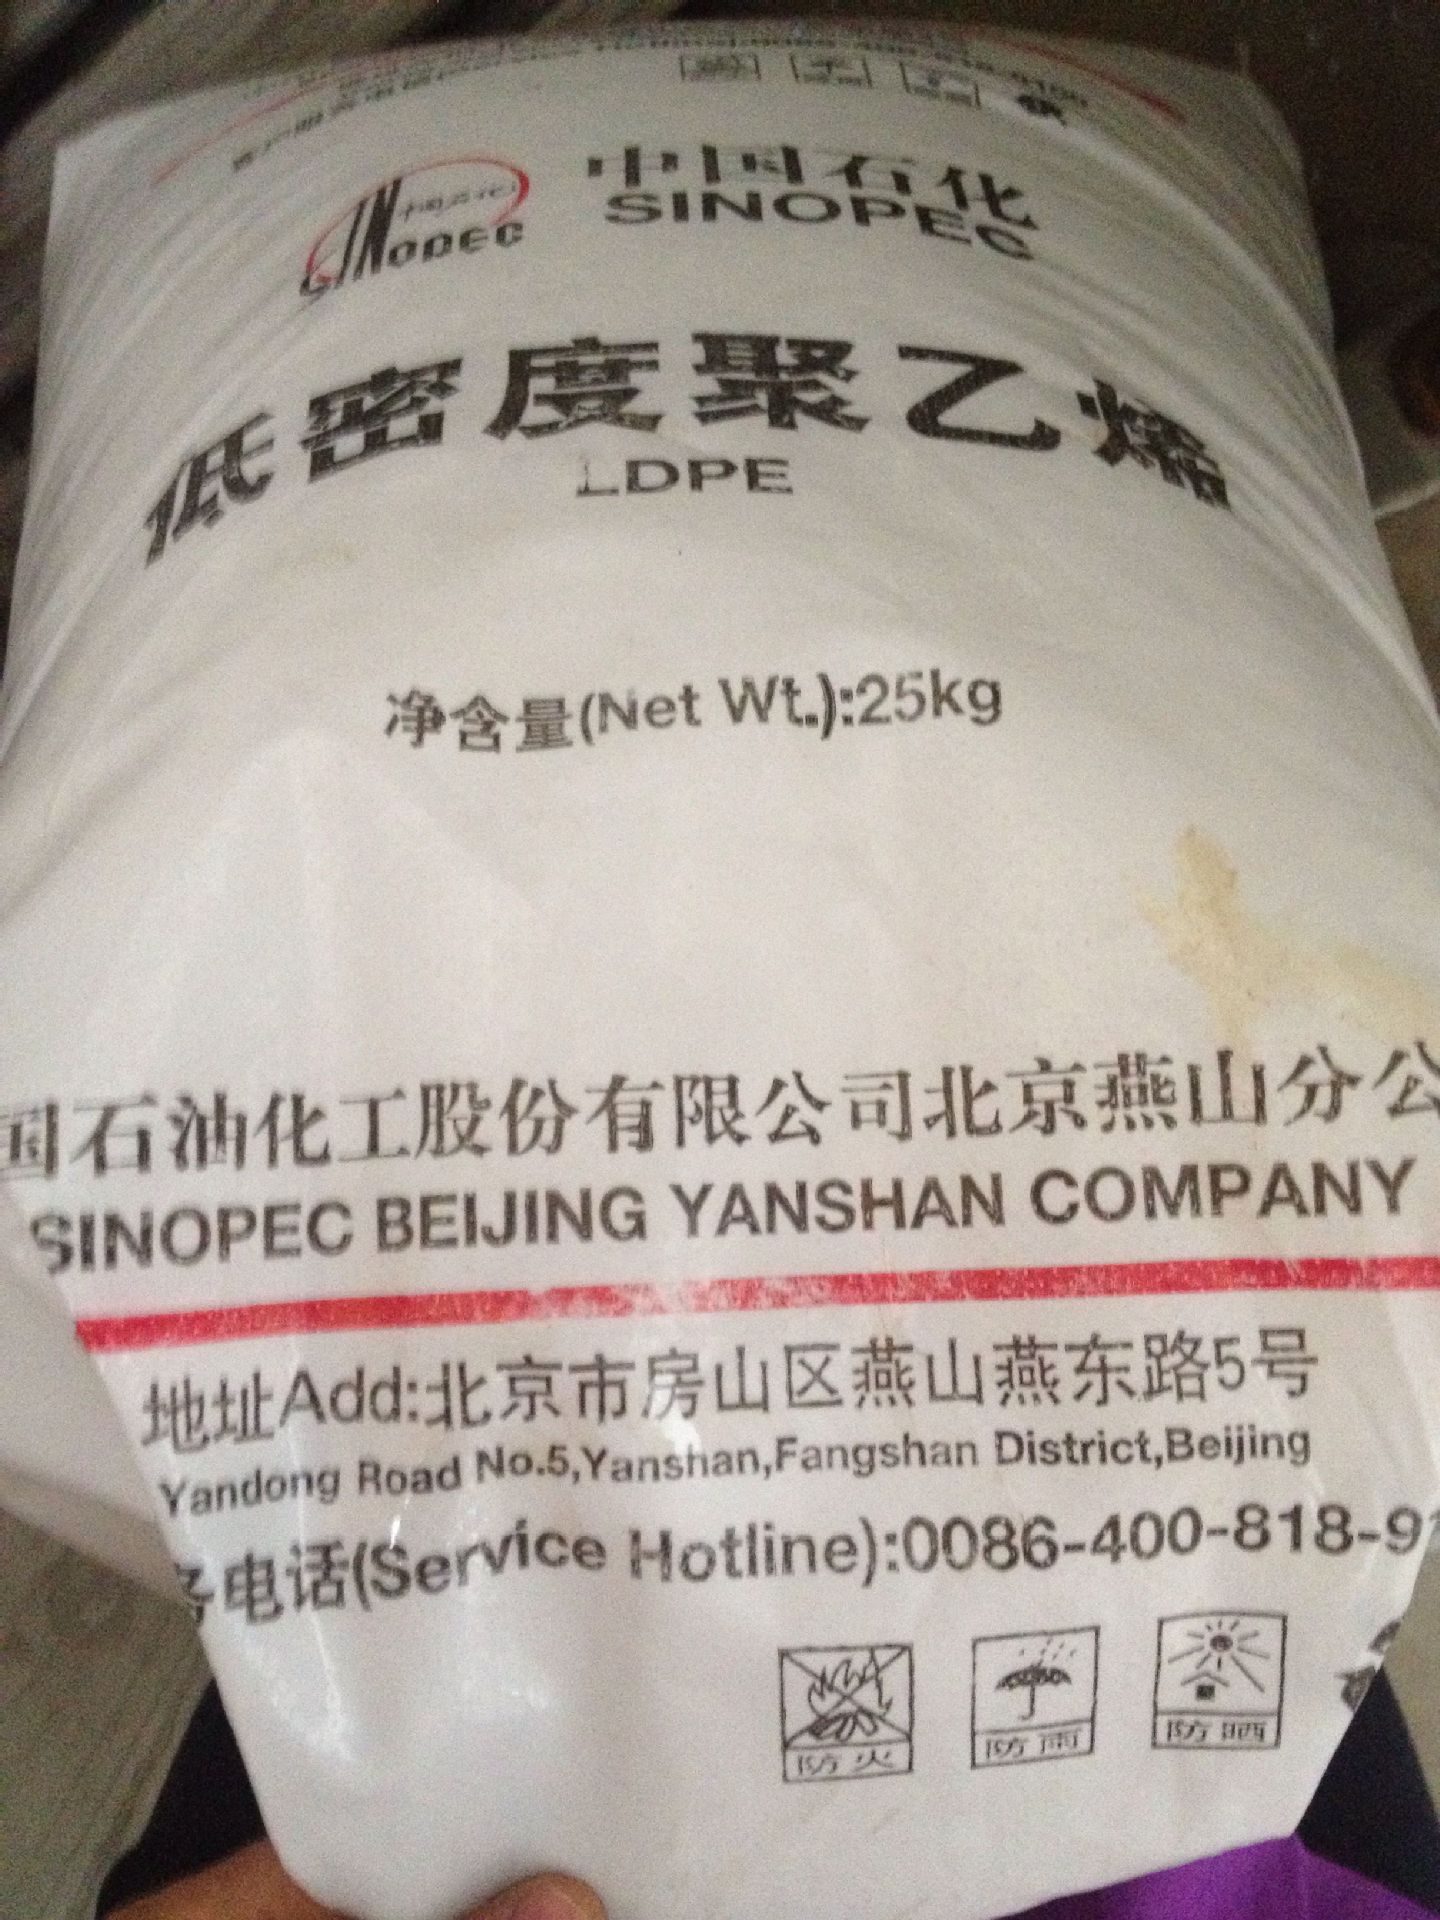 中国石化
SINOPEC
SINOPEC
低密度聚乙烯
LDPE
净含量(Net Wt.):25kg
国石油化工股份有限公司北京燕山分公
SINOPEC BEIJING YANSHAN COMPANY
地址Add:北京市房山区燕山燕东路5号
Yandong Road No.5,Yanshan,Fangshan District,Beijing
务电话(Service Hotline):0086-400-818-9
防火 防雨 防晒